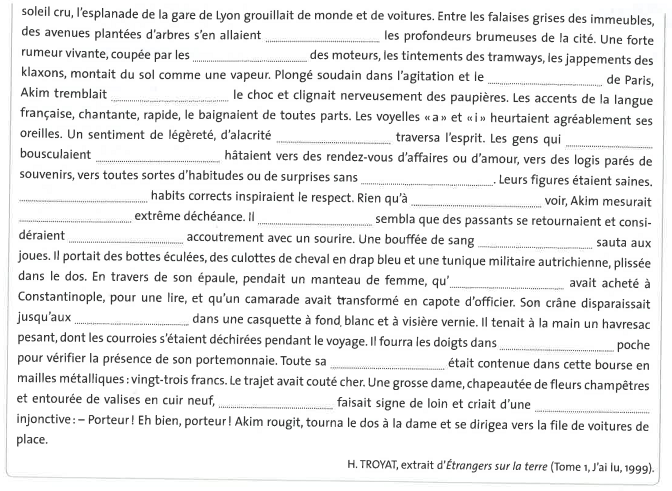 soleil cru, l'esplanade de la gare de Lyon grouillait de monde et de voitures. Entre les falaises grises des immeubles,
des avenues plantées d'arbres s'en allaient ............ les profondeurs brumeuses de la cité. Une forte
rumeur vivante, coupée par les ............ des moteurs, les tintements des tramways, les jappements des
klaxons, montait du sol comme une vapeur. Plongé soudain dans l'agitation et le ............ de Paris,
Akim tremblait ............ le choc et clignait nerveusement des paupières. Les accents de la langue
française, chantante, rapide, le baignaient de toutes parts. Les voyelles « a » et « i » heurtaient agréablement ses
oreilles. Un sentiment de légèreté, d'alacrité ............ traversa l'esprit. Les gens qui ............
bousculaient ............ hâtaient vers des rendez-vous d'affaires ou d'amour, vers des logis parés de
souvenirs, vers toutes sortes d'habitudes ou de surprises sans ............. Leurs figures étaient saines.
............ habits corrects inspiraient le respect. Rien qu'à ............ voir, Akim mesurait
............ extrême déchéance. Il ............ sembla que des passants se retournaient et consi-
déraient ............ accoutrement avec un sourire. Une bouffée de sang ............ sauta aux
joues. Il portait des bottes éculées, des culottes de cheval en drap bleu et une tunique militaire autrichienne, plissée
dans le dos. En travers de son épaule, pendait un manteau de femme, qu'............ avait acheté à
Constantinople, pour une lire, et qu'un camarade avait transformé en capote d'officier. Son crâne disparaissait
jusqu'aux ............ dans une casquette à fond blanc et à visière vernie. Il tenait à la main un havresac
pesant, dont les courroies s'étaient déchirées pendant le voyage. Il fourra les doigts dans ............ poche
pour vérifier la présence de son portemonnaie. Toute sa ............ était contenue dans cette bourse en
mailles métalliques : vingt-trois francs. Le trajet avait couté cher. Une grosse dame, chapeautée de fleurs champêtres
et entourée de valises en cuir neuf, ............ faisait signe de loin et criait d'une ............
injonctive : – Porteur ! Eh bien, porteur ! Akim rougit, tourna le dos à la dame et se dirigea vers la file de voitures de
place.
H. TROYAT, extrait d'Étrangers sur la terre (Tome 1, J'ai lu, 1999).